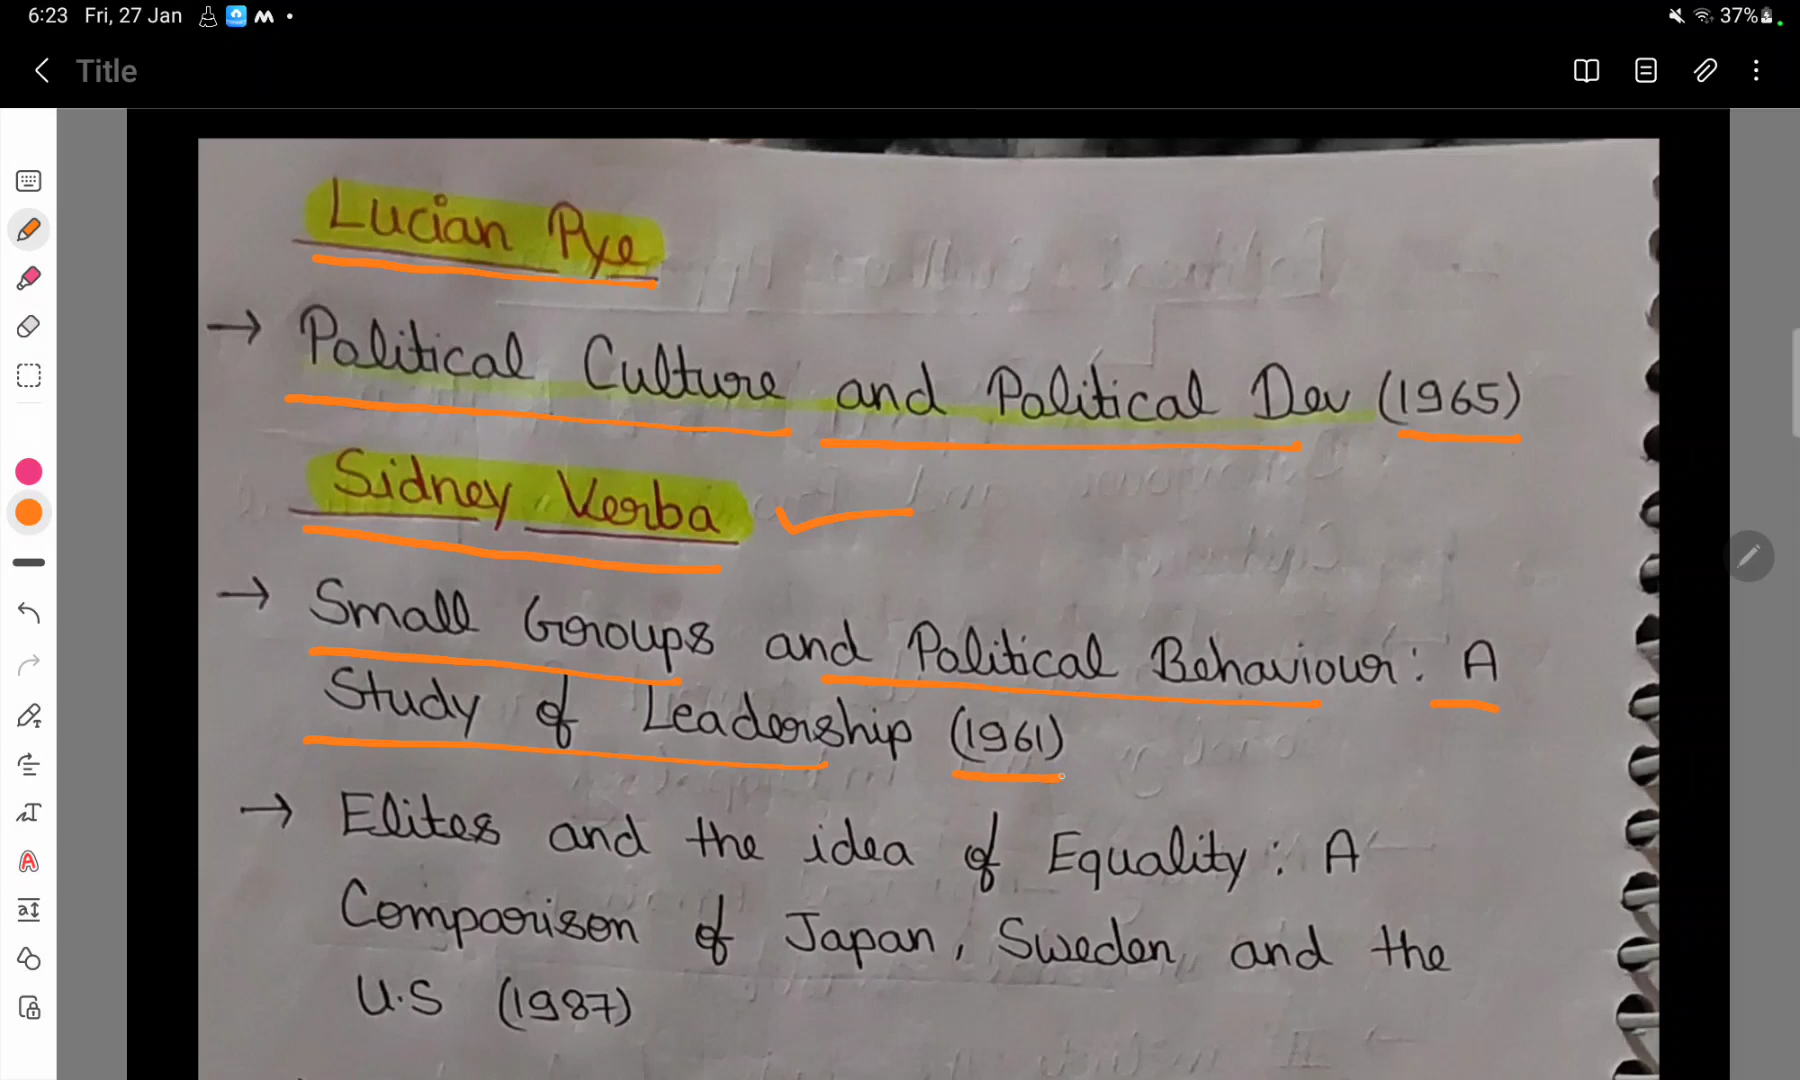 6:23 Fri, 27 Jan
37%
Title
Lucian Pye
→ Political Culture and Political Dev (1965)
Sidney Verba
→ Small Groups and Political Behaviour: A
Study of Leadership (1961)
→ Elites and the idea of Equality: A
Comparison of Japan, Sweden, and the
U.S (1987)